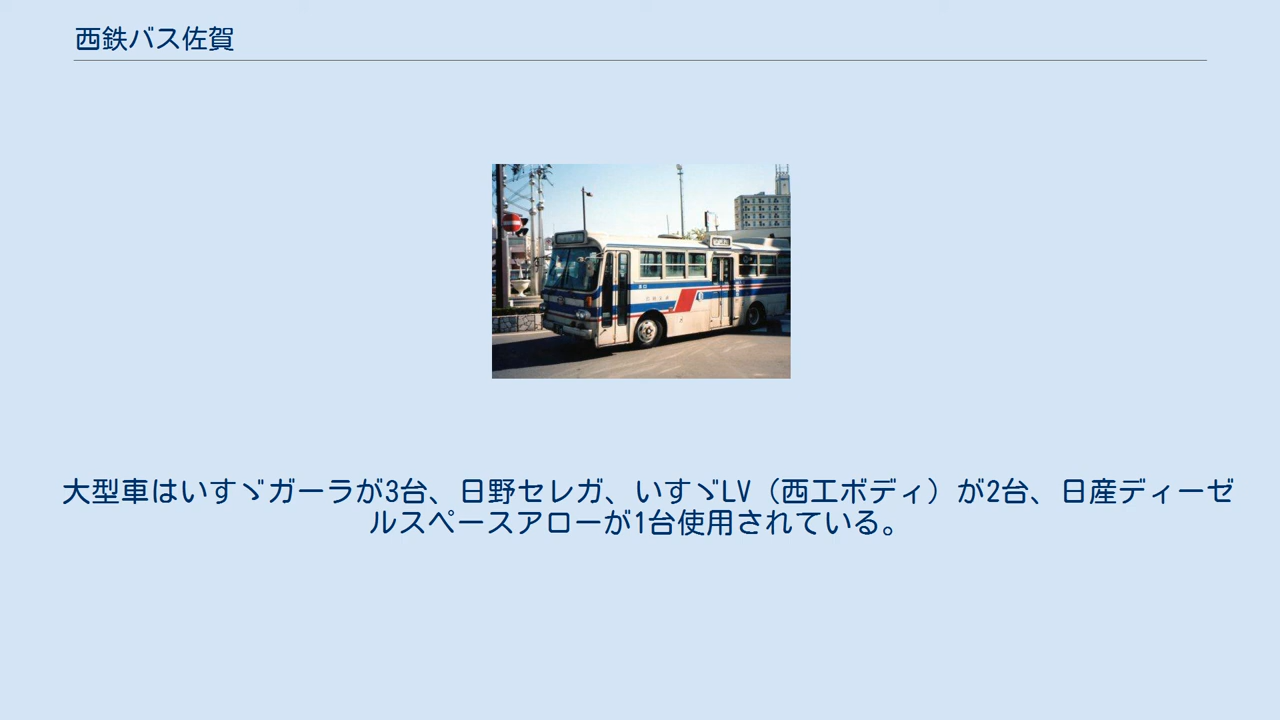 西鉄バス佐賀
大型車はいすゞガーラが3台、日野セレガ、いすゞLV（西工ボディ）が2台、日産ディーゼ
ルスペースアローが1台使用されている。